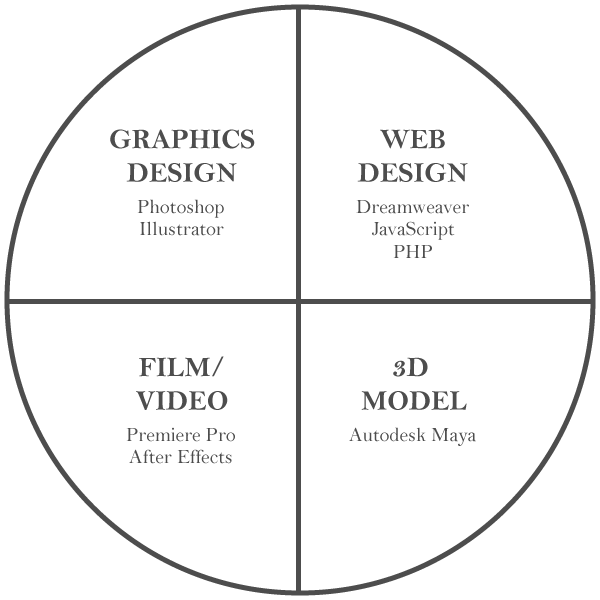 GRAPHICS
DESIGN
Photoshop
Illustrator
WEB
DESIGN
Dreamweaver
JavaScript
PHP
FILM/
VIDEO
Premiere Pro
After Effects
3D
MODEL
Autodesk Maya